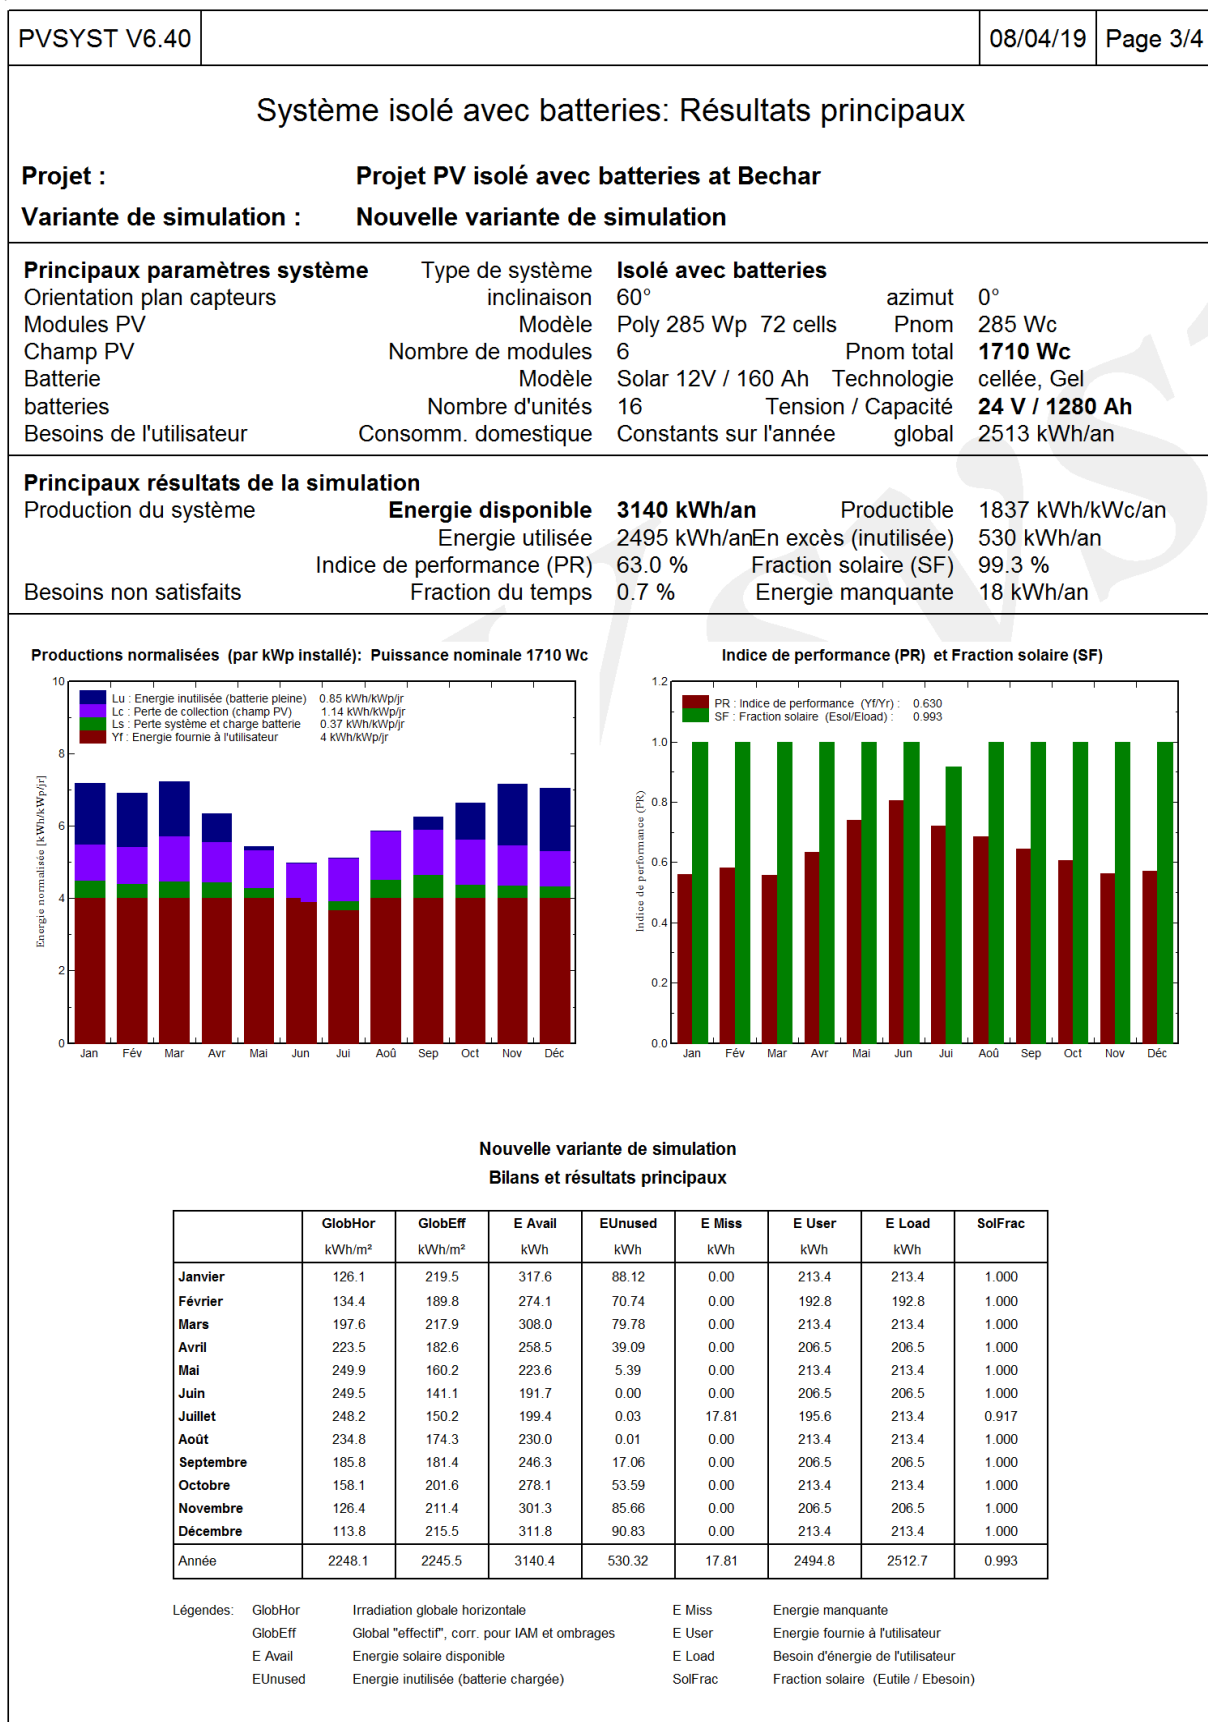 PVSYST V6.40 08/04/19 Page 3/4
Système isolé avec batteries: Résultats principaux
Projet : Projet PV isolé avec batteries at Bechar
Variante de simulation : Nouvelle variante de simulation
Principaux paramètres système Type de système Isolé avec batteries
Orientation plan capteurs inclinaison 60° azimut 0°
Modules PV Modèle Poly 285 Wp 72 cells Pnom 285 Wc
Champ PV Nombre de modules 6 Pnom total 1710 Wc
Batterie Modèle Solar 12V / 160 Ah Technologie cellée, Gel
batteries Nombre d'unités 16 Tension / Capacité 24 V / 1280 Ah
Besoins de l'utilisateur Consomm. domestique Constants sur l'année global 2513 kWh/an
Principaux résultats de la simulation
Production du système Energie disponible 3140 kWh/an Productible 1837 kWh/kWc/an
Energie utilisée 2495 kWh/an En excès (inutilisée) 530 kWh/an
Indice de performance (PR) 63.0 % Fraction solaire (SF) 99.3 %
Besoins non satisfaits Fraction du temps 0.7 % Energie manquante 18 kWh/an
Productions normalisées (par kWp installé): Puissance nominale 1710 Wc
10
8
6
4
2
0
Energie normalisée [kWh/kWp/jr]
Lu : Energie inutilisée (batterie pleine) 0.85 kWh/kWp/jr
Lc : Perte de collection (champ PV) 1.14 kWh/kWp/jr
Ls : Perte système et charge batterie 0.37 kWh/kWp/jr
Yf : Energie fournie à l'utilisateur 4 kWh/kWp/jr
Jan Fév Mar Avr Mai Jun Jui Aoû Sep Oct Nov Déc
Indice de performance (PR) et Fraction solaire (SF)
1.2
1.0
0.8
0.6
0.4
0.2
0.0
Indice de performance (PR)
PR : Indice de performance (Yf/Yr) : 0.630
SF : Fraction solaire (Esol/Eload) : 0.993
Jan Fév Mar Avr Mai Jun Jui Aoû Sep Oct Nov Déc
Nouvelle variante de simulation
Bilans et résultats principaux
GlobHor GlobEff E Avail EUnused E Miss E User E Load SolFrac
kWh/m² kWh/m² kWh kWh kWh kWh kWh
Janvier 126.1 219.5 317.6 88.12 0.00 213.4 213.4 1.000
Février 134.4 189.8 274.1 70.74 0.00 192.8 192.8 1.000
Mars 197.6 217.9 308.0 79.78 0.00 213.4 213.4 1.000
Avril 223.5 182.6 258.5 39.09 0.00 206.5 206.5 1.000
Mai 249.9 160.2 223.6 5.39 0.00 213.4 213.4 1.000
Juin 249.5 141.1 191.7 0.00 0.00 206.5 206.5 1.000
Juillet 248.2 150.2 199.4 0.03 17.81 195.6 213.4 0.917
Août 234.8 174.3 230.0 0.01 0.00 213.4 213.4 1.000
Septembre 185.8 181.4 246.3 17.06 0.00 206.5 206.5 1.000
Octobre 158.1 201.6 278.1 53.59 0.00 213.4 213.4 1.000
Novembre 126.4 211.4 301.3 85.66 0.00 206.5 206.5 1.000
Décembre 113.8 215.5 311.8 90.83 0.00 213.4 213.4 1.000
Année 2248.1 2245.5 3140.4 530.32 17.81 2494.8 2512.7 0.993
Légendes: GlobHor Irradiation globale horizontale E Miss Energie manquante
GlobEff Global "effectif", corr. pour IAM et ombrages E User Energie fournie à l'utilisateur
E Avail Energie solaire disponible E Load Besoin d'énergie de l'utilisateur
EUnused Energie inutilisée (batterie chargée) SolFrac Fraction solaire (Eutile / Ebesoin)